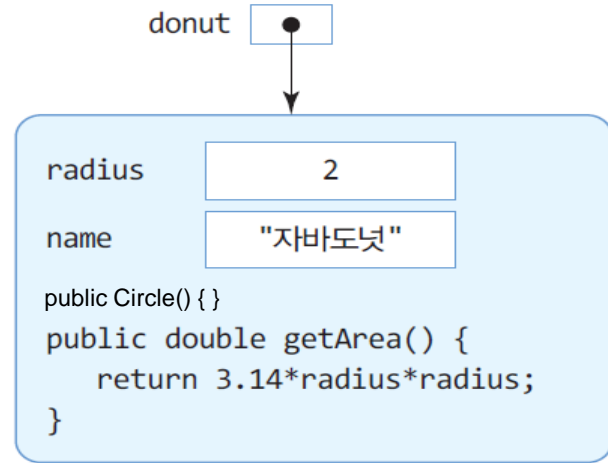 donut
radius 2
name "자바도넛"
public Circle() { }
public double getArea() {
return 3.14*radius*radius;
}